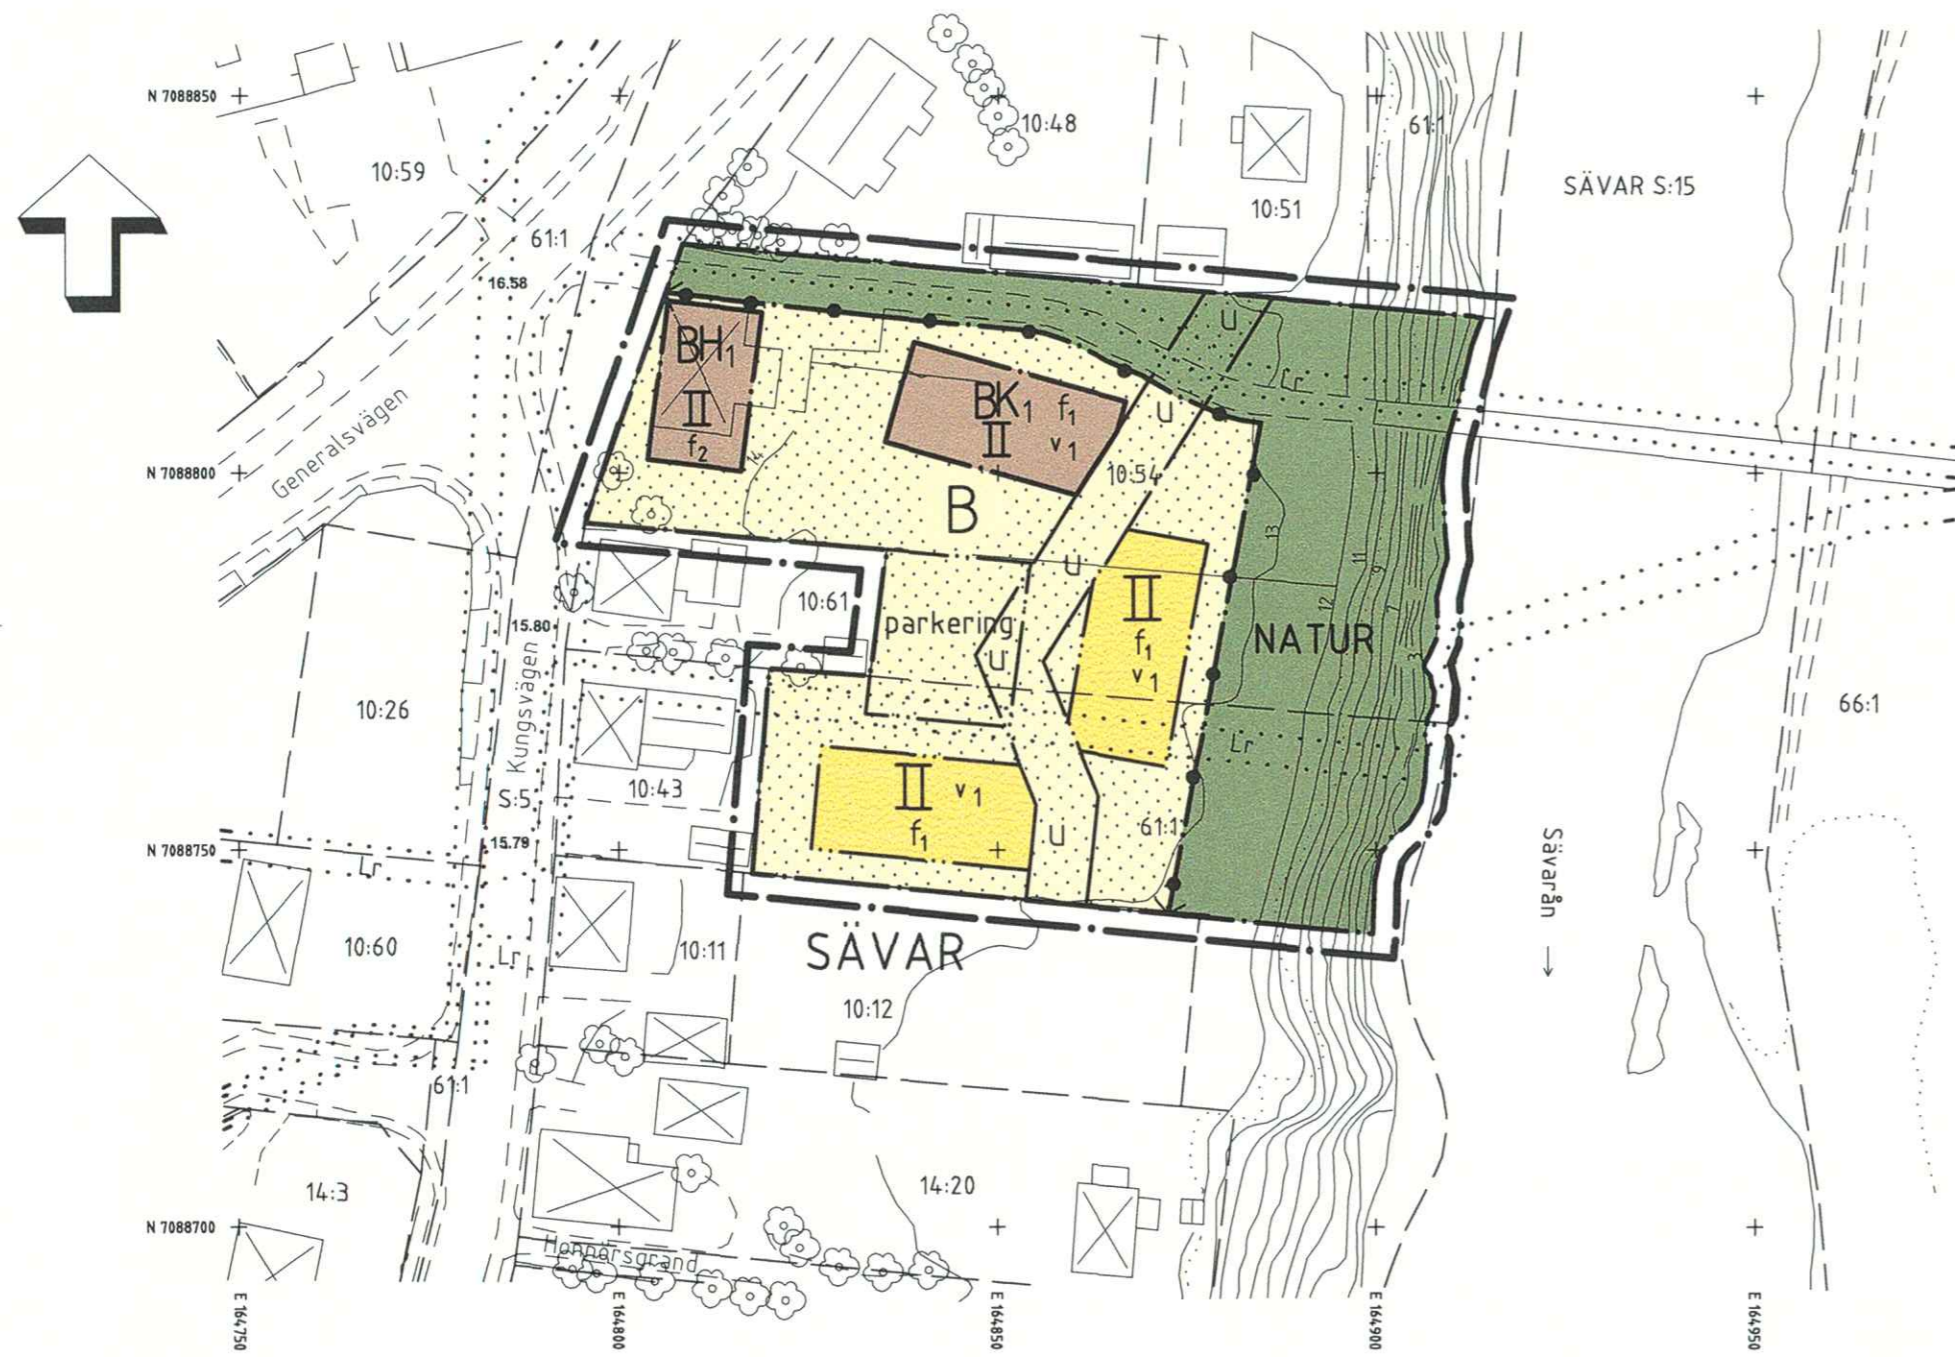 N 7088850
10:48
61:1
10:59
SÄVAR S:15
10:51
61:1
16.58
U
BH1
II
f2
Lr
BK1 f1
II v1
U
Generalsvägen
N 7088800
14
10:54
B
13
11
9
U
II
f1
v1
12
7
10:61
15.80
parkering
U
NATUR
3
10:26
Kungsvägen
66:1
Lr
10:43
II v1
f1
S:5
61:1
U
15.79
N 7088750
Lr
Sävarån
10:60
Lr
10:11
SÄVAR
10:12
61:1
14:3
14:20
N 7088700
Honnörsgränd
E 164750
E 164800
E 164850
E 164900
E 164950